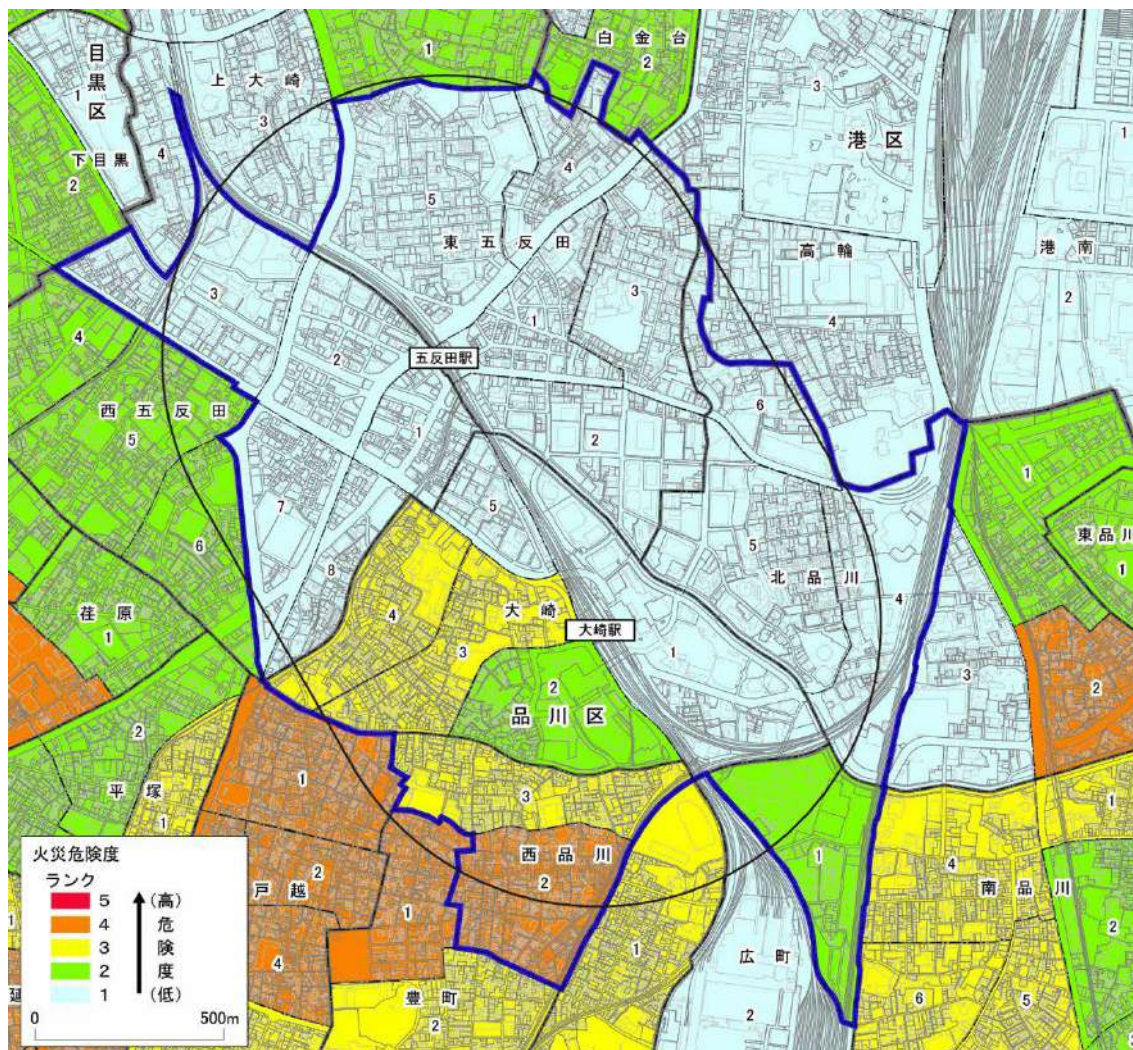 1
白金台
2
目黒区
1
上大崎
3
4
下目黒
2
3
港区
1
港南
2
5
4
東五反田
3
高輪
4
3
1
2
五反田駅
6
4
西五反田
5
1
2
7
5
6
8
5
北品川
4
1
東品川
1
荏原
1
4
大崎
3
大崎駅
1
2
品川区
3
2
2
平塚
1
1
3
1
4
南品川
1
西品川
2
2
戸越
1
4
1
広町
2
豊町
2
6
5
2
1
火災危険度
ランク
5 (高)
4 危
3 険
2 度
1 (低)
0 500m